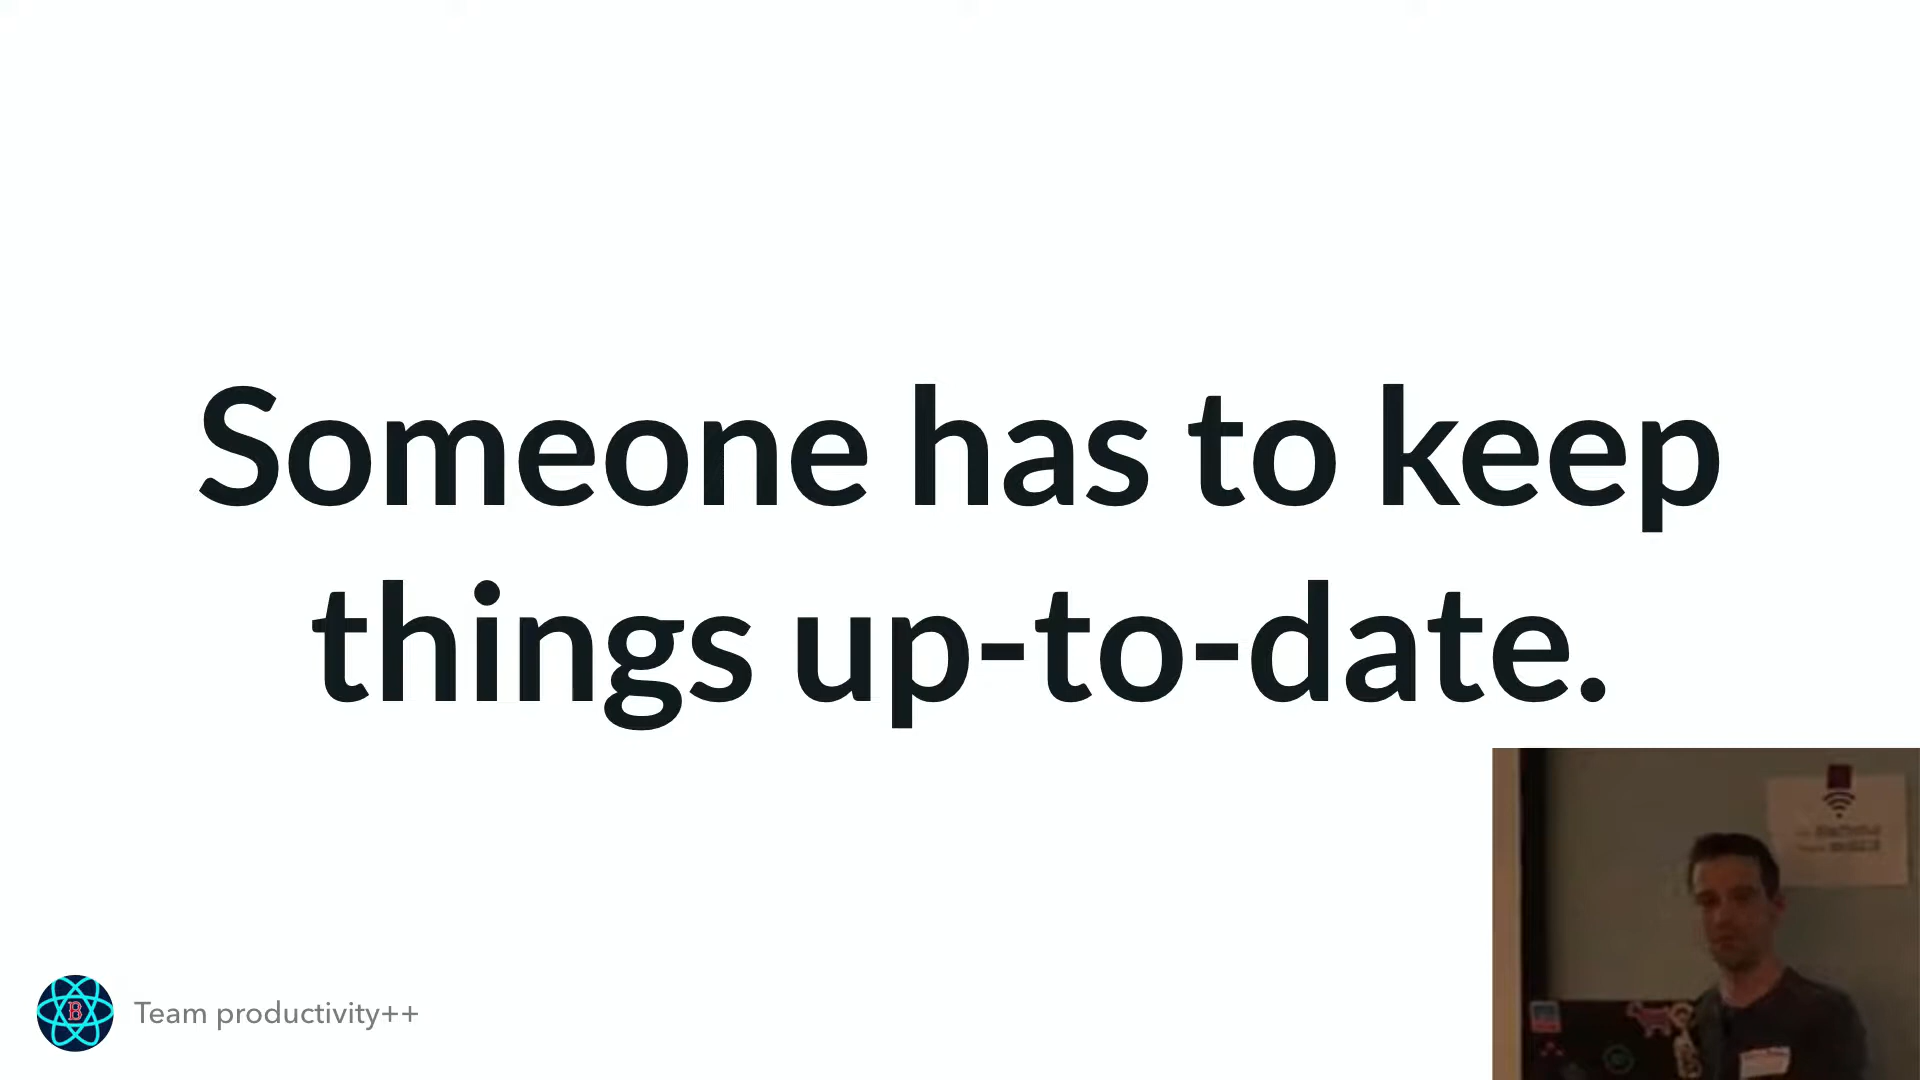 Someone has to keep
things up-to-date.
B
Team productivity++